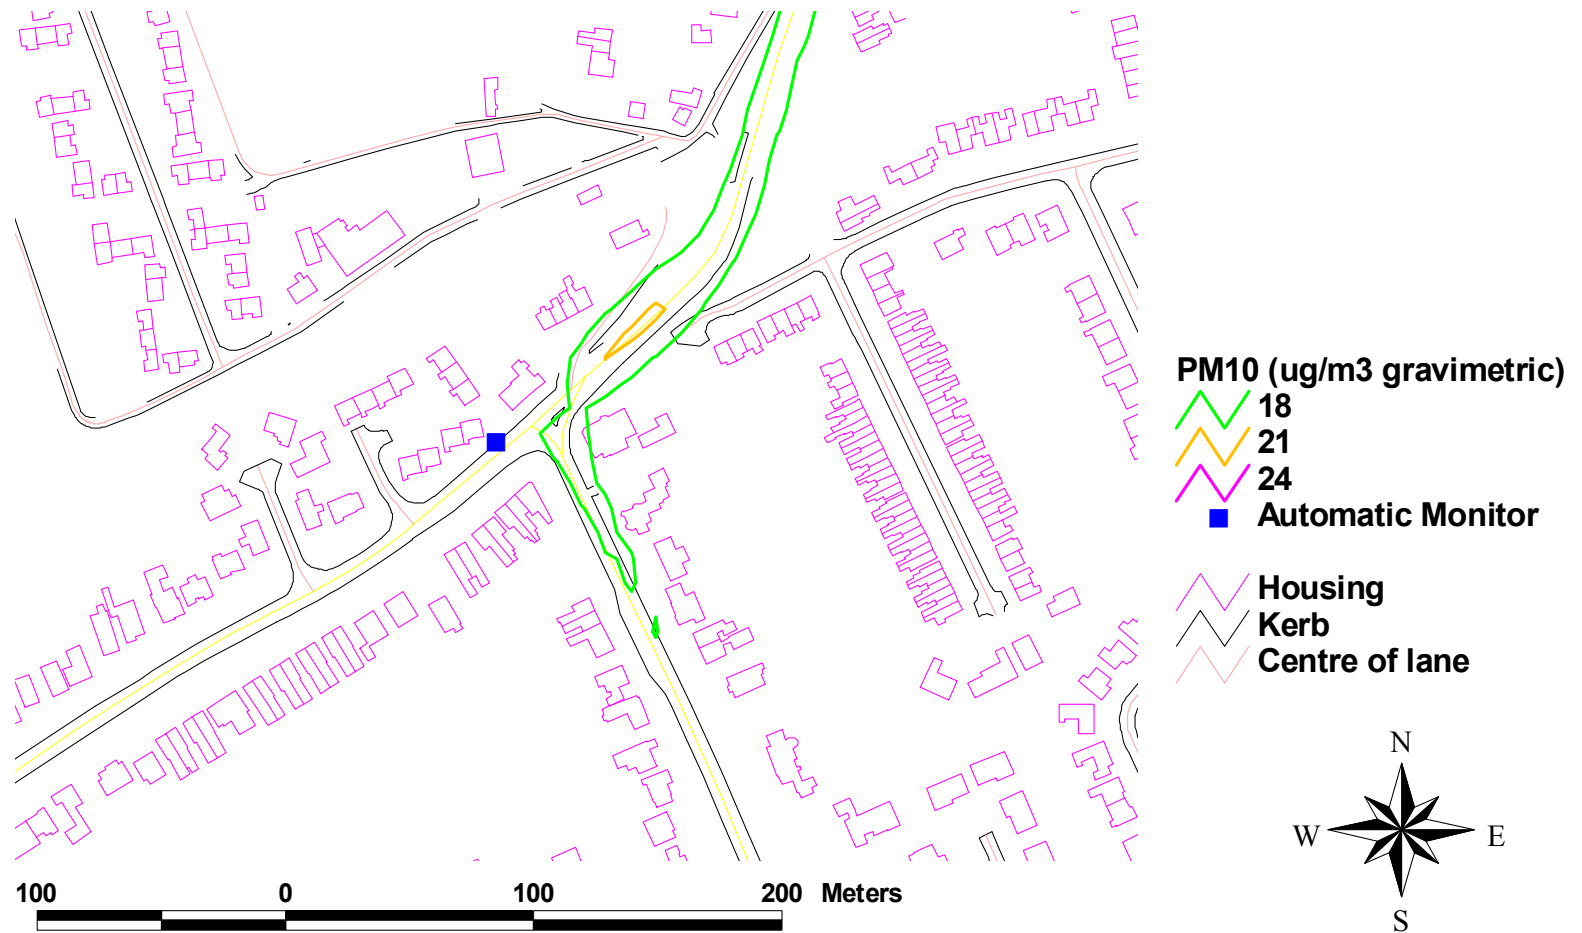 PM10 (ug/m3 gravimetric)
18
21
24
Automatic Monitor
Housing
Kerb
Centre of lane
N
W E
S
100 0 100 200 Meters